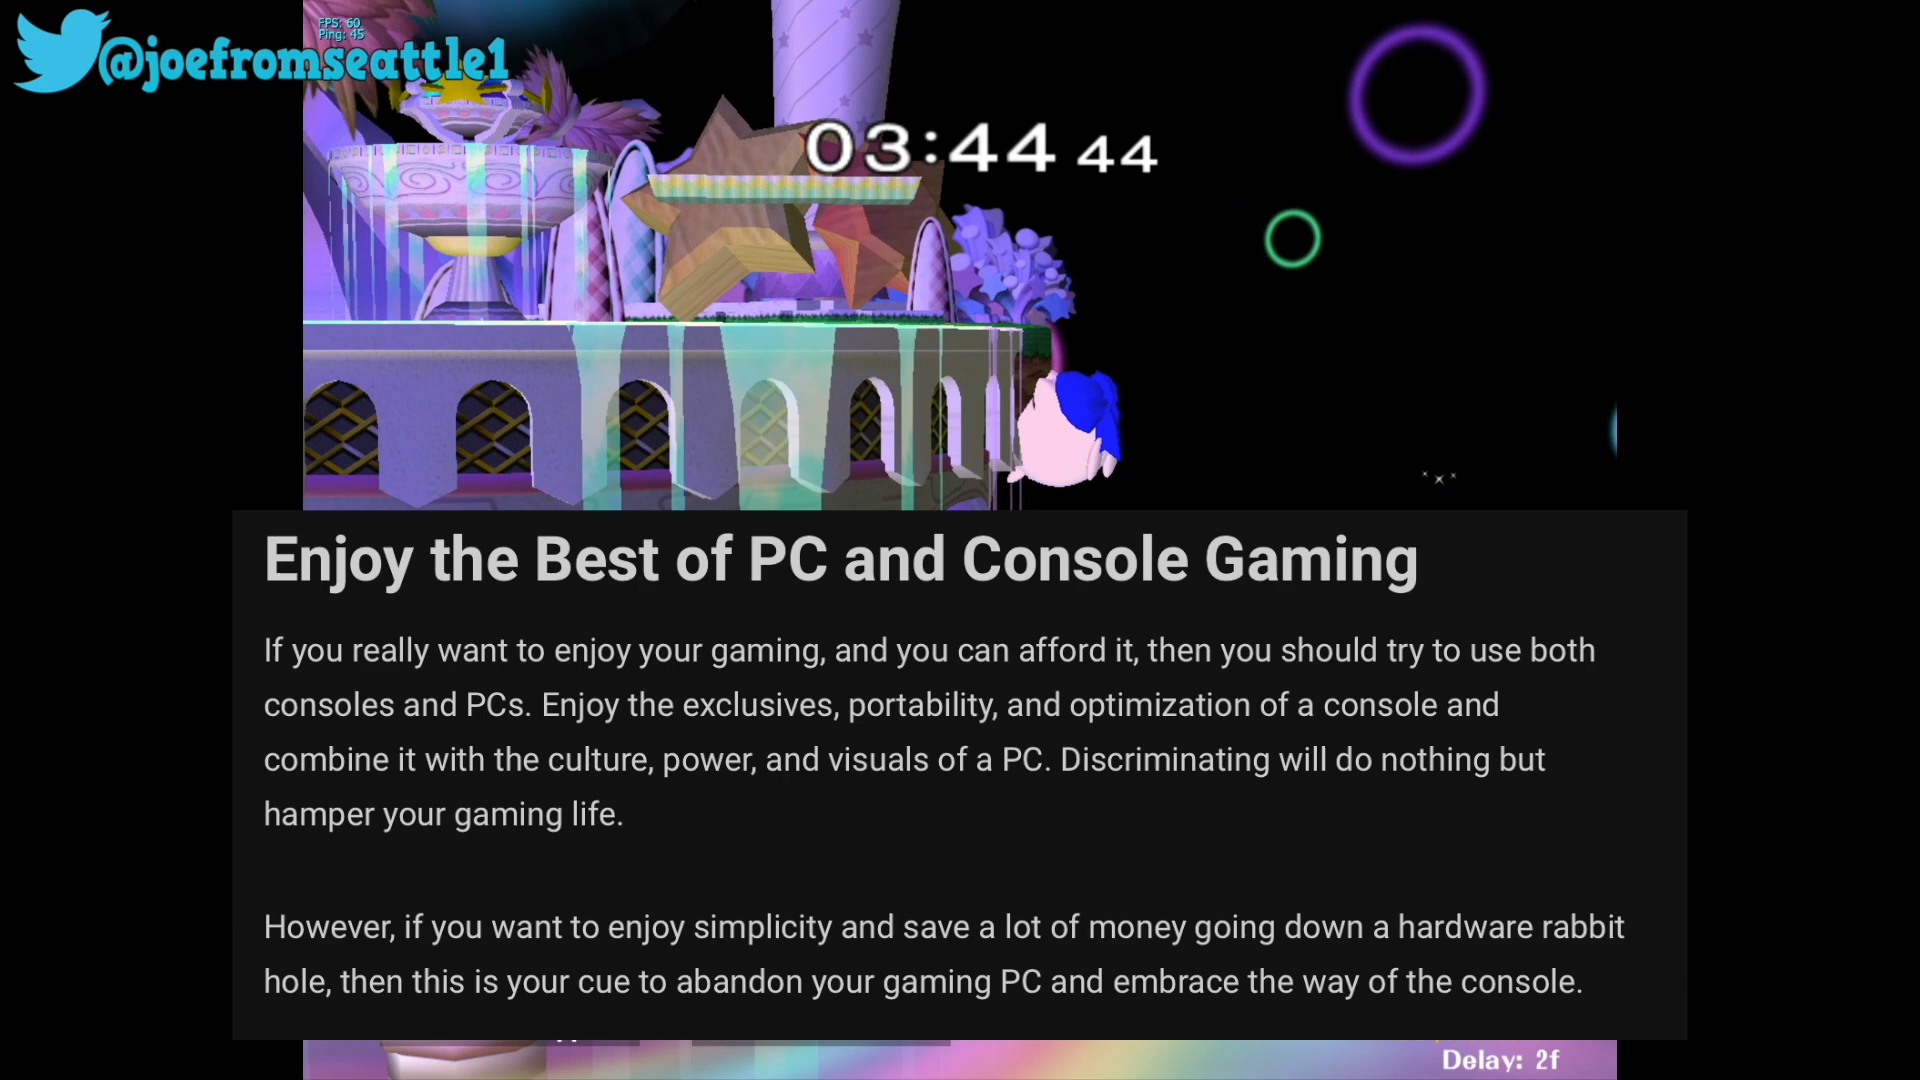 FPS: 60
Ping: 45
@joefromseattle1
03:44 44
Enjoy the Best of PC and Console Gaming
If you really want to enjoy your gaming, and you can afford it, then you should try to use both
consoles and PCs. Enjoy the exclusives, portability, and optimization of a console and
combine it with the culture, power, and visuals of a PC. Discriminating will do nothing but
hamper your gaming life.
However, if you want to enjoy simplicity and save a lot of money going down a hardware rabbit
hole, then this is your cue to abandon your gaming PC and embrace the way of the console.
Delay: 2f